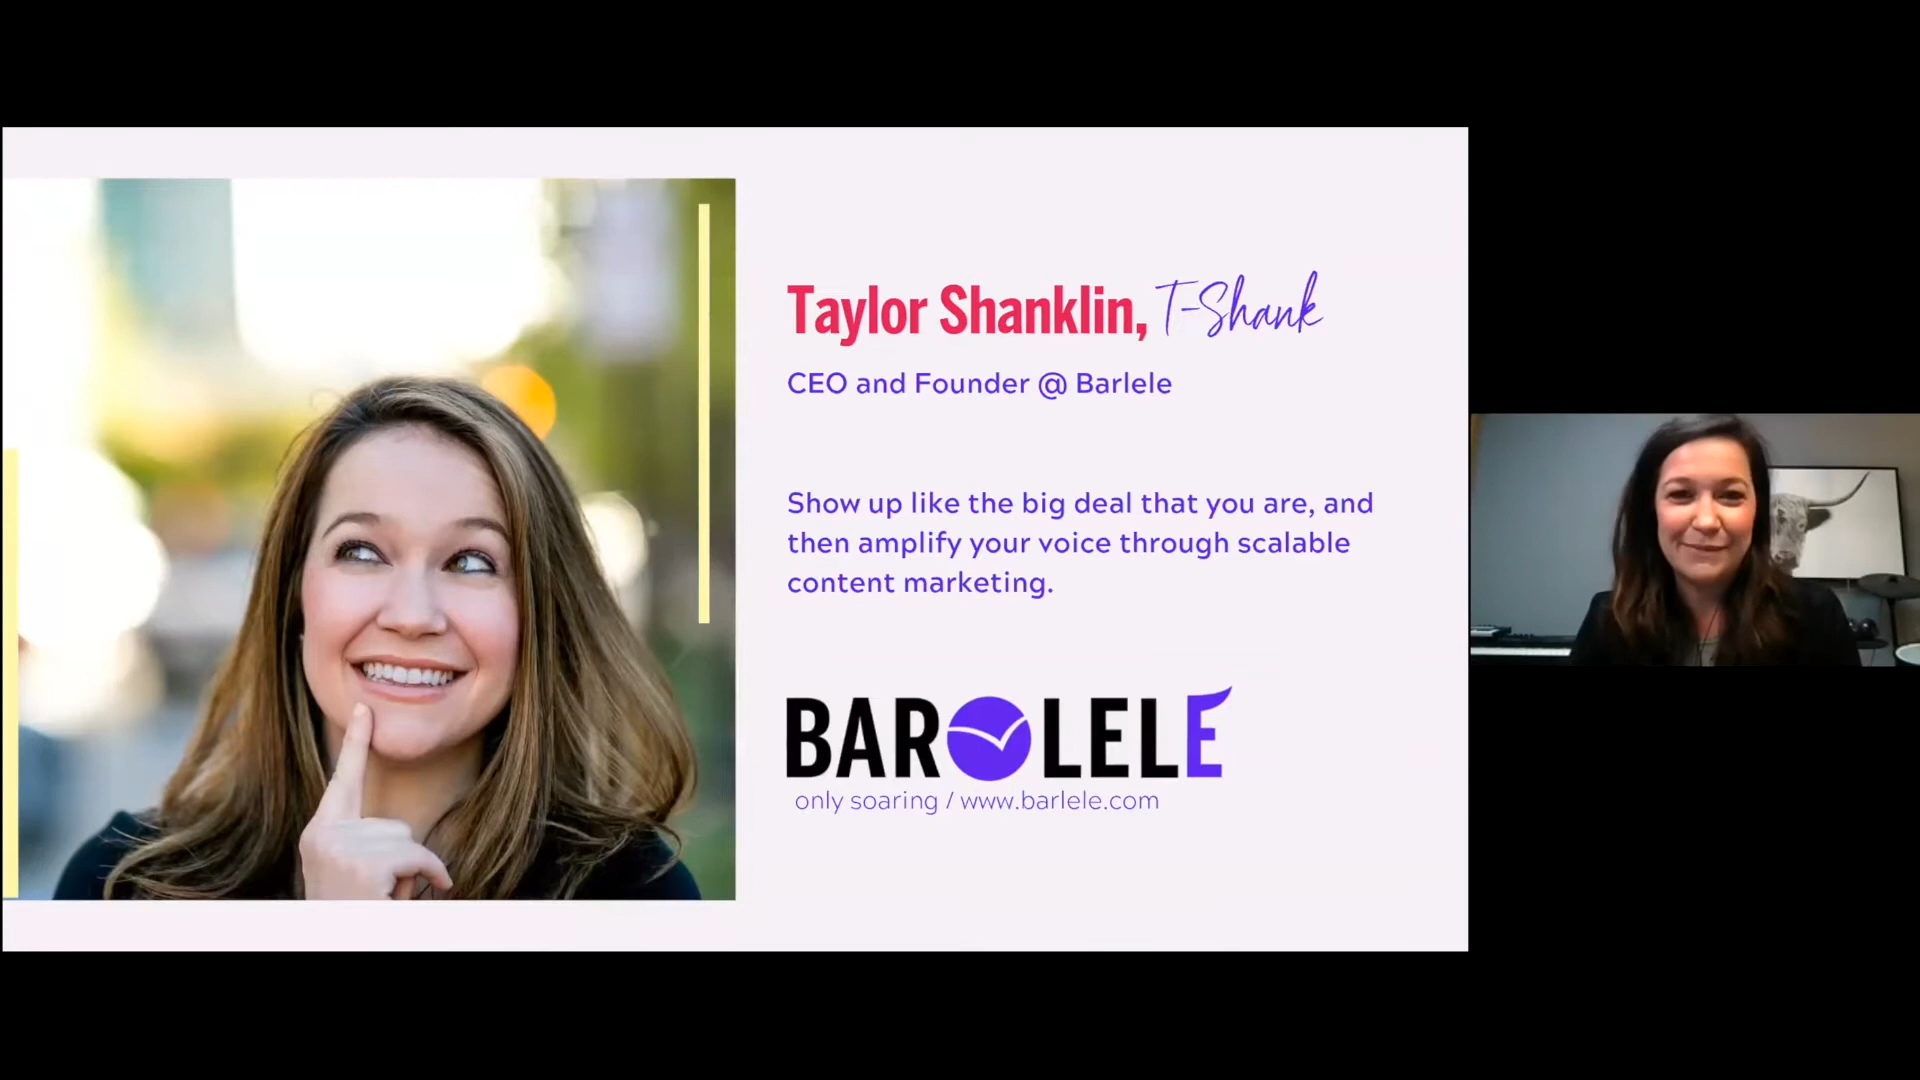 Taylor Shanklin, T-Shank
CEO and Founder @ Barlele
Show up like the big deal that you are, and
then amplify your voice through scalable
content marketing.
BARLELE
only soaring / www.barlele.com